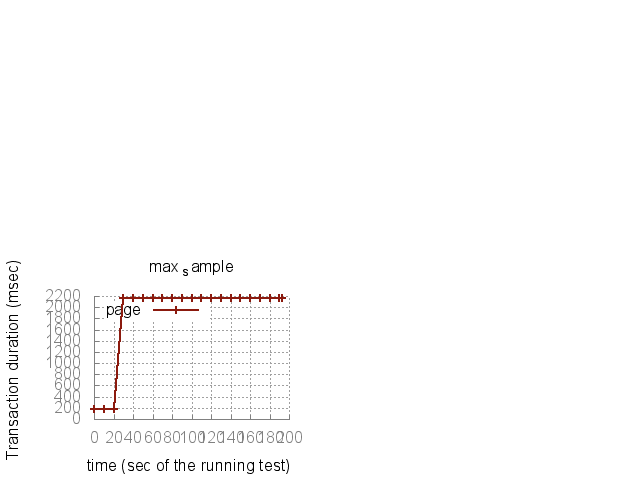 max sample
Transaction duration (msec)
2200
2000
1800
1600
1400
1200
1000
800
600
400
200
0
page
0 20 40 60 80 100 120 140 160 180 200
time (sec of the running test)